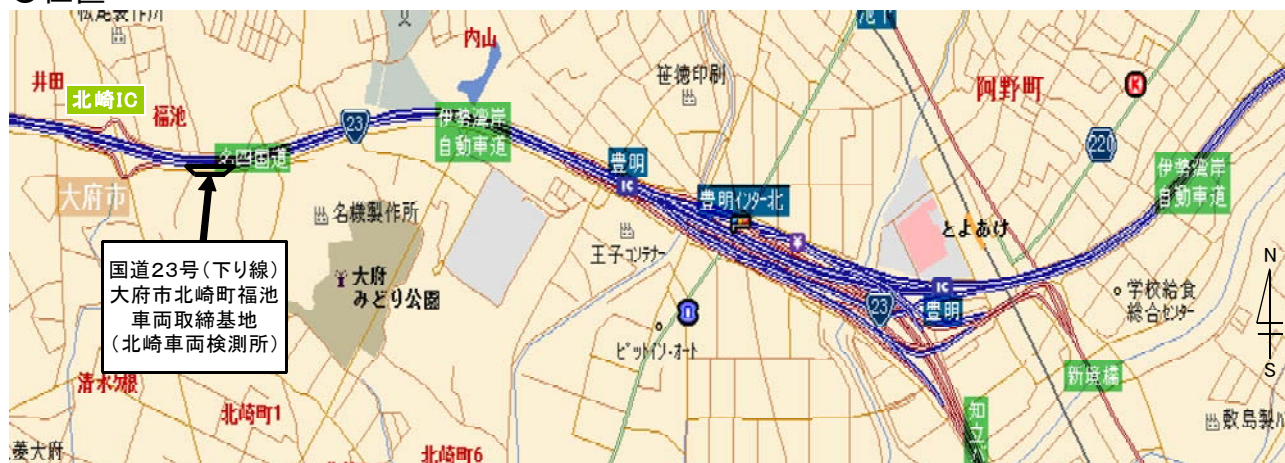 内山
池下
井田
北崎IC
福池
23
伊勢湾岸
自動車道
笹徳印刷
阿野町
K
220
名四国道
豊明
IC
豊明インター北
伊勢湾岸
自動車道
大府市
名機製作所
王子コンテナー
とよあけ
国道23号(下り線)
大府市北崎町福池
車両取締基地
(北崎車両検測所)
大府
みどり公園
N
S
IC
23
豊明
学校給食
総合センター
ピットイン・オート
清水ケ根
新境橋
北崎町1
知立
北崎町6
菱大府
敷島製パ